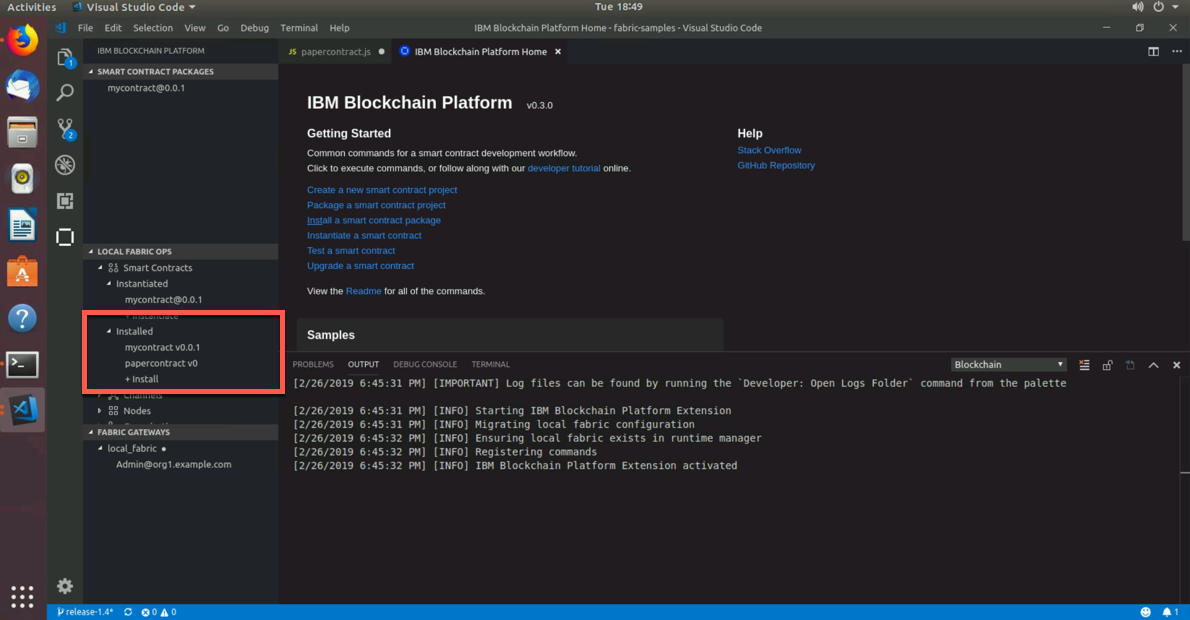 Activities Visual Studio Code Tue 18:49
File Edit Selection View Go Debug Terminal Help IBM Blockchain Platform Home - fabric-samples - Visual Studio Code
IBM BLOCKCHAIN PLATFORM
JS papercontract.js IBM Blockchain Platform Home
SMART CONTRACT PACKAGES
mycontract@0.0.1
1
2
IBM Blockchain Platform v0.3.0
Getting Started
Common commands for a smart contract development workflow.
Click to execute commands, or follow along with our developer tutorial online.
Create a new smart contract project
Package a smart contract project
Install a smart contract package
Instantiate a smart contract
Test a smart contract
Upgrade a smart contract
View the Readme for all of the commands.
Help
Stack Overflow
GitHub Repository
Samples
LOCAL FABRIC OPS
Smart Contracts
Instantiated
mycontract@0.0.1
+ Instantiate
Installed
mycontract v0.0.1
papercontract v0
+ Install
Channels
Nodes
FABRIC GATEWAYS
local_fabric
Admin@org1.example.com
PROBLEMS OUTPUT DEBUG CONSOLE TERMINAL Blockchain
[2/26/2019 6:45:31 PM] [IMPORTANT] Log files can be found by running the `Developer: Open Logs Folder` command from the palette
[2/26/2019 6:45:31 PM] [INFO] Starting IBM Blockchain Platform Extension
[2/26/2019 6:45:31 PM] [INFO] Migrating local fabric configuration
[2/26/2019 6:45:32 PM] [INFO] Ensuring local fabric exists in runtime manager
[2/26/2019 6:45:32 PM] [INFO] Registering commands
[2/26/2019 6:45:32 PM] [INFO] IBM Blockchain Platform Extension activated
release-1.4* 0 0 1